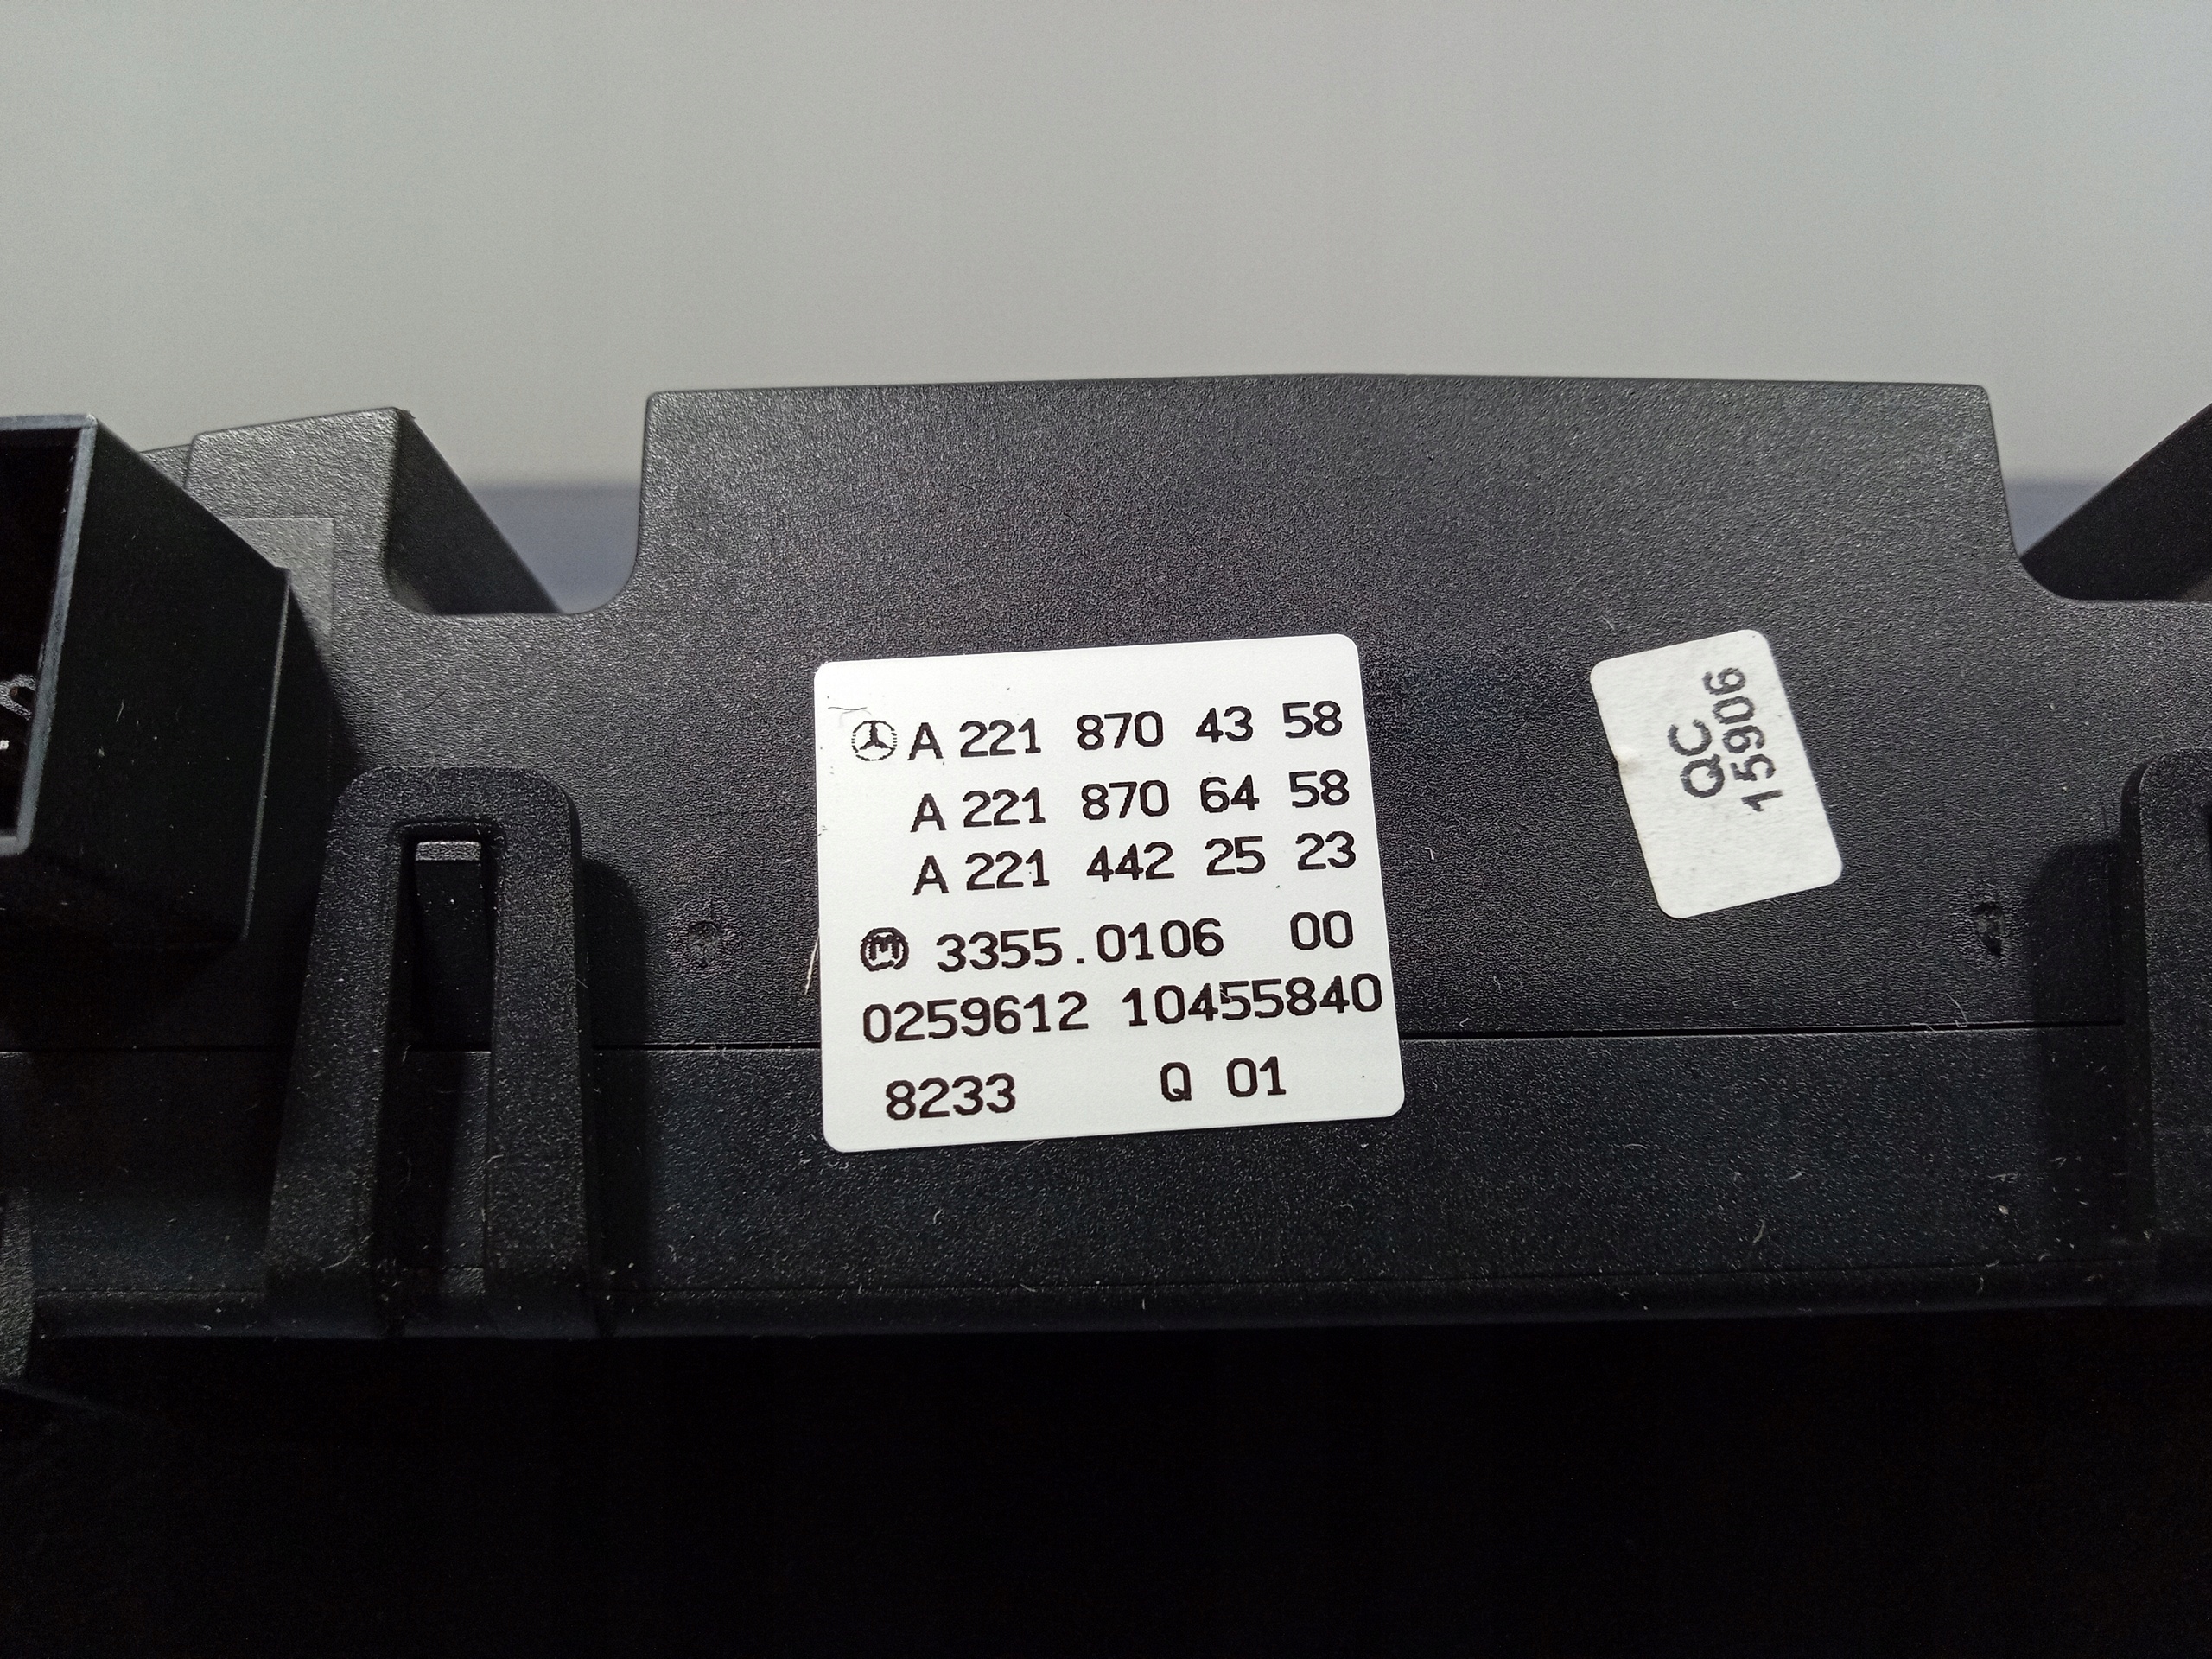 A 221 870 43 58
A 221 870 64 58
A 221 442 25 23
M 3355.0106 00
0259612 10455840
8233 Q 01
QC
15906